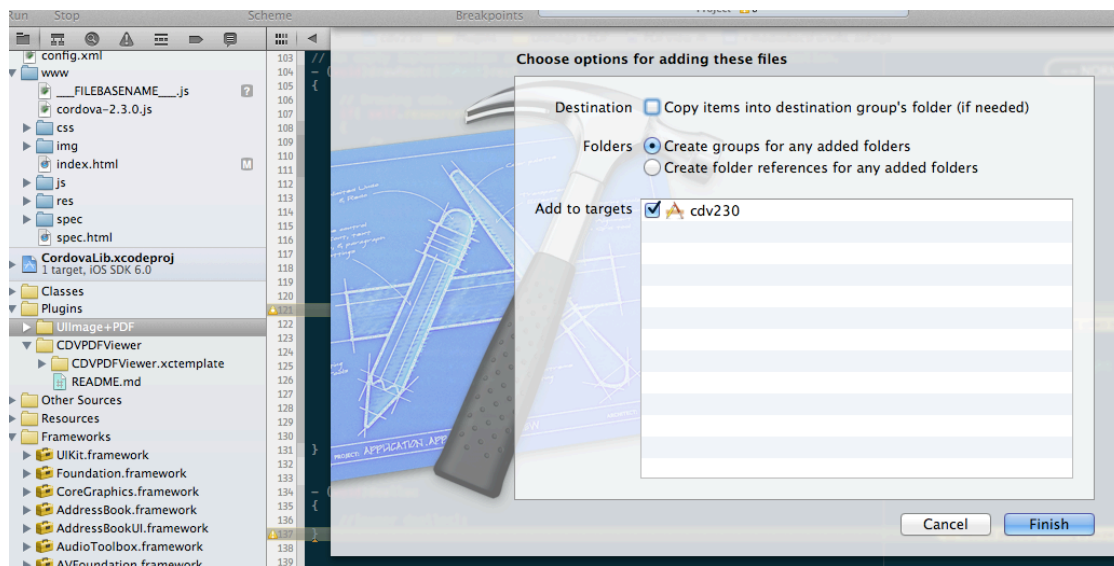 Run Stop Scheme Breakpoints Project
config.xml
www
___FILEBASENAME___.js ?
cordova-2.3.0.js
css
img
index.html M
js
res
spec
spec.html
CordovaLib.xcodeproj
1 target, iOS SDK 6.0
Classes
Plugins
UIImage+PDF
CDVPDFViewer
CDVPDFViewer.xctemplate
README.md
Other Sources
Resources
Frameworks
UIKit.framework
Foundation.framework
CoreGraphics.framework
AddressBook.framework
AddressBookUI.framework
AudioToolbox.framework
AVFoundation.framework
103 //
104 - (
105 {
106
107
108
109
110
111
112
113
114
115
116
117
118
119
120
121
122
123
124
125
126
127
128
129
130
131 }
132
133
134 - (
135 {
136
137 }
138
139
Choose options for adding these files
Destination Copy items into destination group's folder (if needed)
Folders Create groups for any added folders
Create folder references for any added folders
Add to targets cdv230
PROJECT: APPLICATION.APP
Cancel Finish